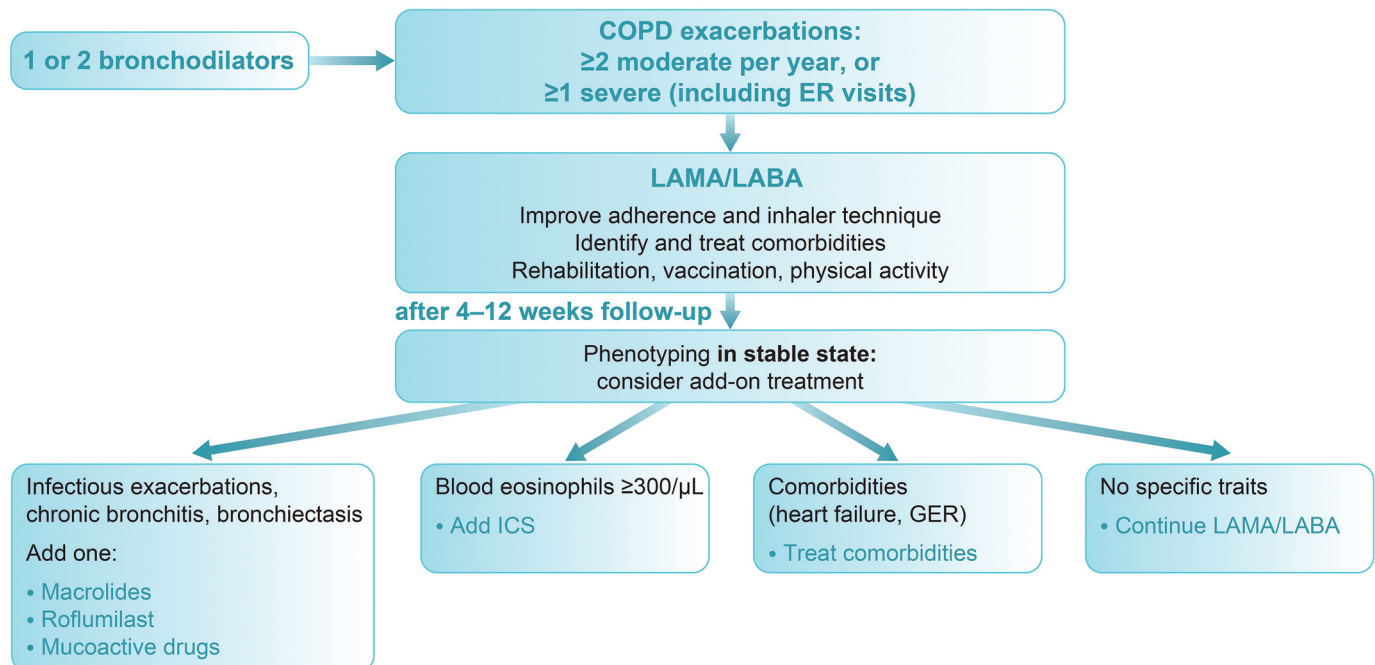 1 or 2 bronchodilators
COPD exacerbations:
≥2 moderate per year, or
≥1 severe (including ER visits)
LAMA/LABA
Improve adherence and inhaler technique
Identify and treat comorbidities
Rehabilitation, vaccination, physical activity
after 4–12 weeks follow-up
Phenotyping in stable state:
consider add-on treatment
Infectious exacerbations,
chronic bronchitis, bronchiectasis
Add one:
• Macrolides
• Roflumilast
• Mucoactive drugs
Blood eosinophils ≥300/μL
• Add ICS
Comorbidities
(heart failure, GER)
• Treat comorbidities
No specific traits
• Continue LAMA/LABA